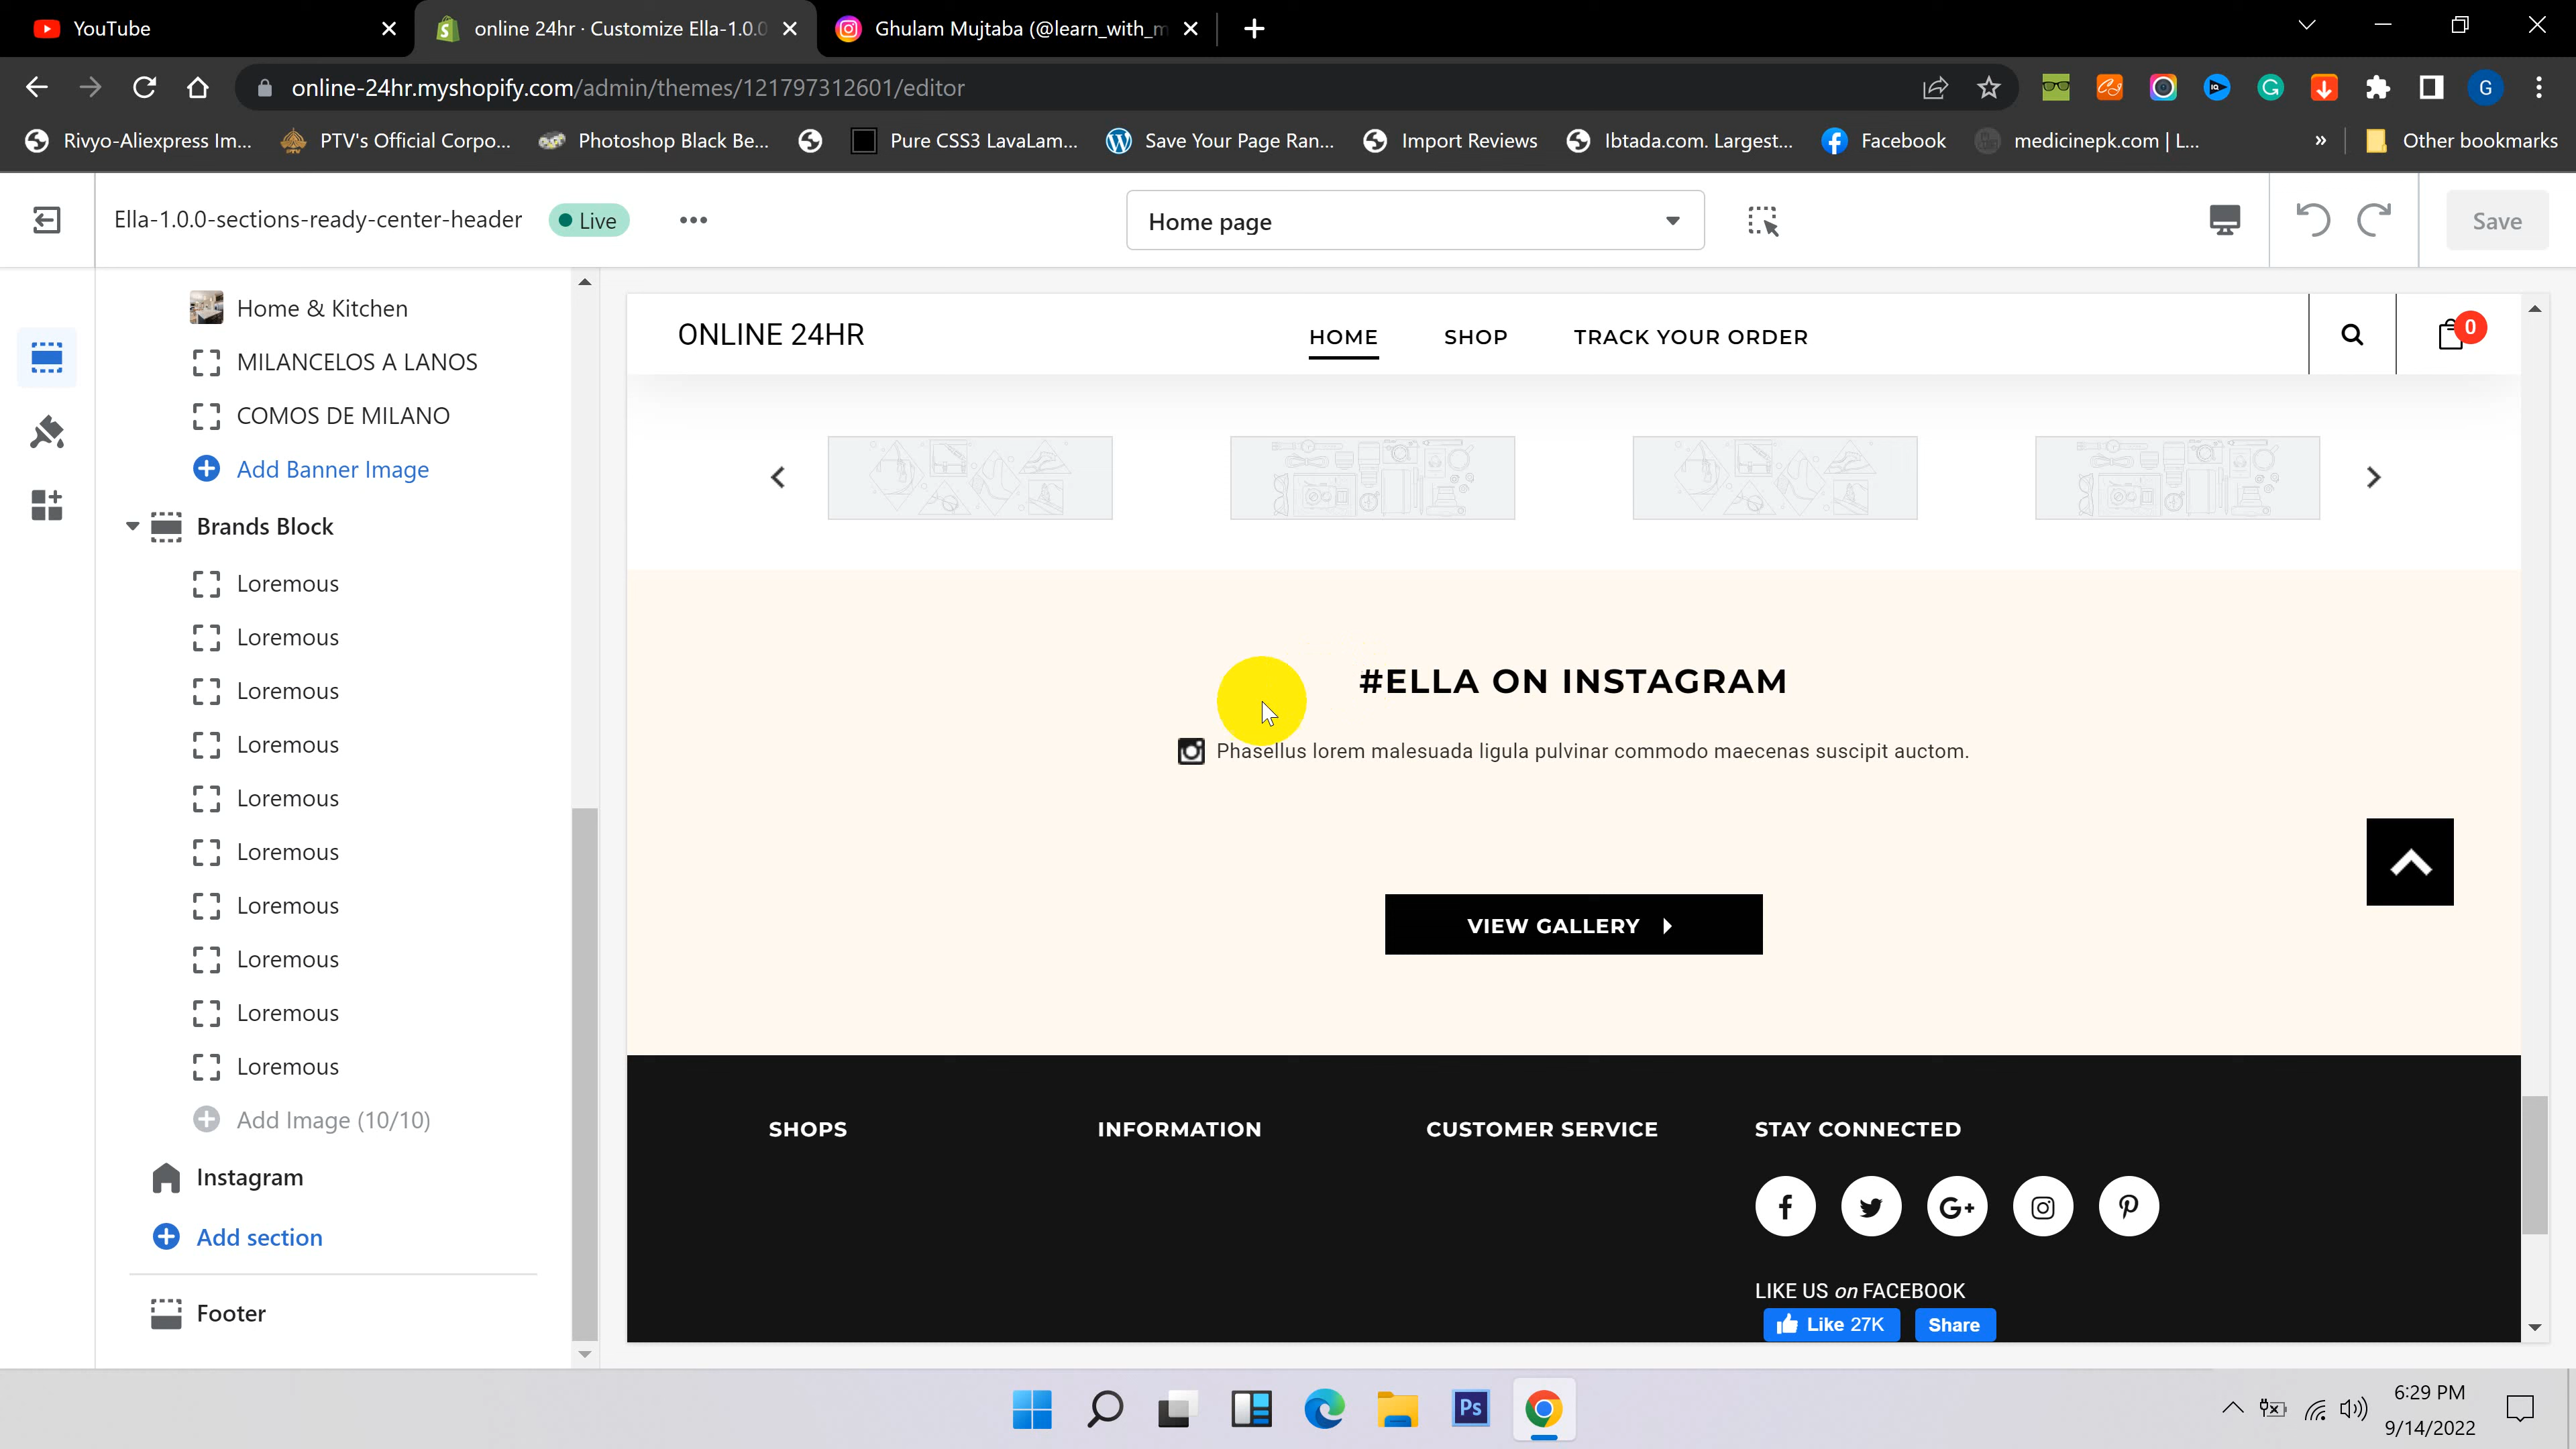 YouTube
online 24hr · Customize Ella-1.0.0
Ghulam Mujtaba (@learn_with_m
online-24hr.myshopify.com/admin/themes/121797312601/editor
G
Rivyo-Aliexpress Im...
PTV's Official Corpo...
Photoshop Black Be...
Pure CSS3 LavaLam...
Save Your Page Ran...
Import Reviews
Ibtada.com. Largest...
Facebook
medicinepk.com | L...
»
Other bookmarks
Ella-1.0.0-sections-ready-center-header
Live
Home page
Save
Home & Kitchen
MILANCELOS A LANOS
COMOS DE MILANO
Add Banner Image
Brands Block
Loremous
Loremous
Loremous
Loremous
Loremous
Loremous
Loremous
Loremous
Loremous
Loremous
Add Image (10/10)
Instagram
Add section
Footer
ONLINE 24HR
HOME
SHOP
TRACK YOUR ORDER
0
#ELLA ON INSTAGRAM
Phasellus lorem malesuada ligula pulvinar commodo maecenas suscipit auctom.
VIEW GALLERY
SHOPS
INFORMATION
CUSTOMER SERVICE
STAY CONNECTED
LIKE US on FACEBOOK
Like 27K
Share
Ps
6:29 PM
9/14/2022